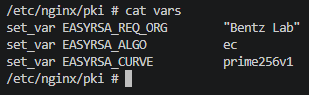 /etc/nginx/pki # cat vars
set_var EASYRSA_REQ_ORG        "Bentz Lab"
set_var EASYRSA_ALGO           ec
set_var EASYRSA_CURVE          prime256v1
/etc/nginx/pki #